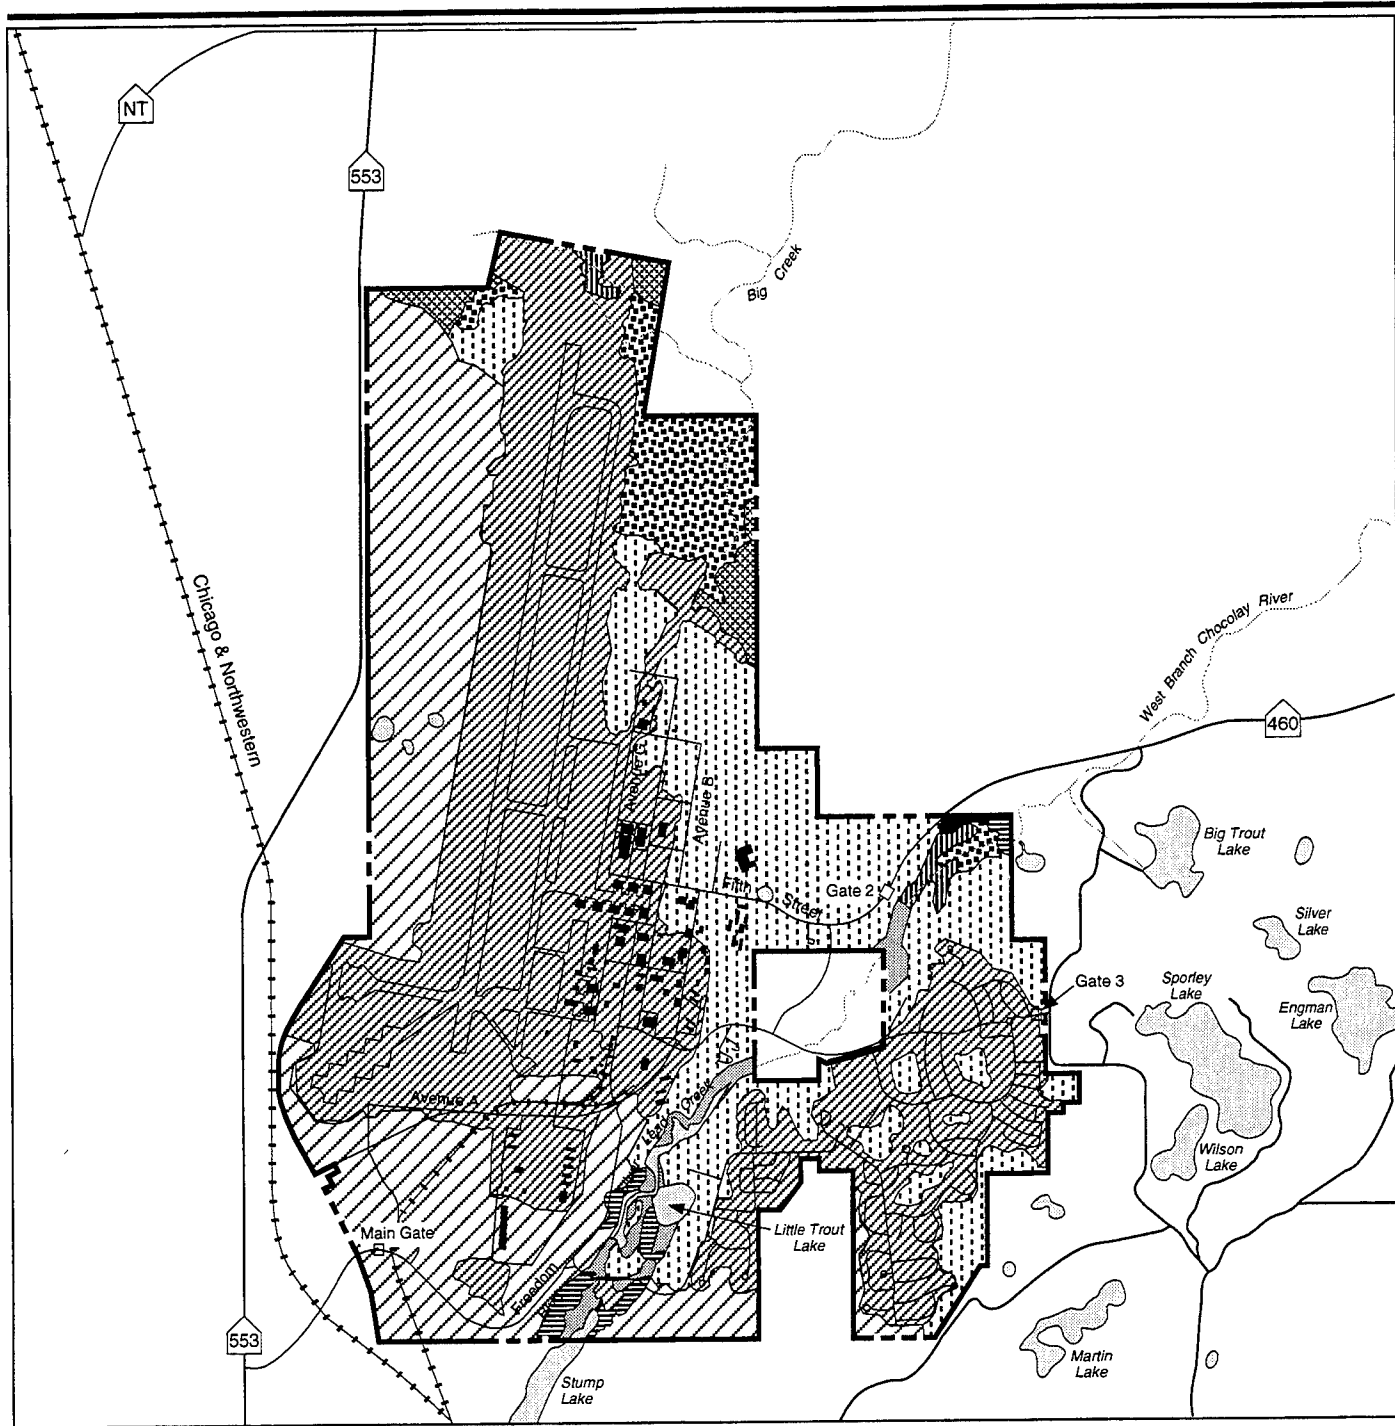 NT
553
Big Creek
Chicago & Northwestern
West Branch Chocolay River
460
Avenue B
Big Trout
Lake
Fifth Street
Gate 2
Silver
Lake
Gate 3
Sporley
Lake
Engman
Lake
Avenue A
Creek
Wilson
Lake
Main Gate
Little Trout
Lake
Freedom
553
Martin
Lake
Stump
Lake